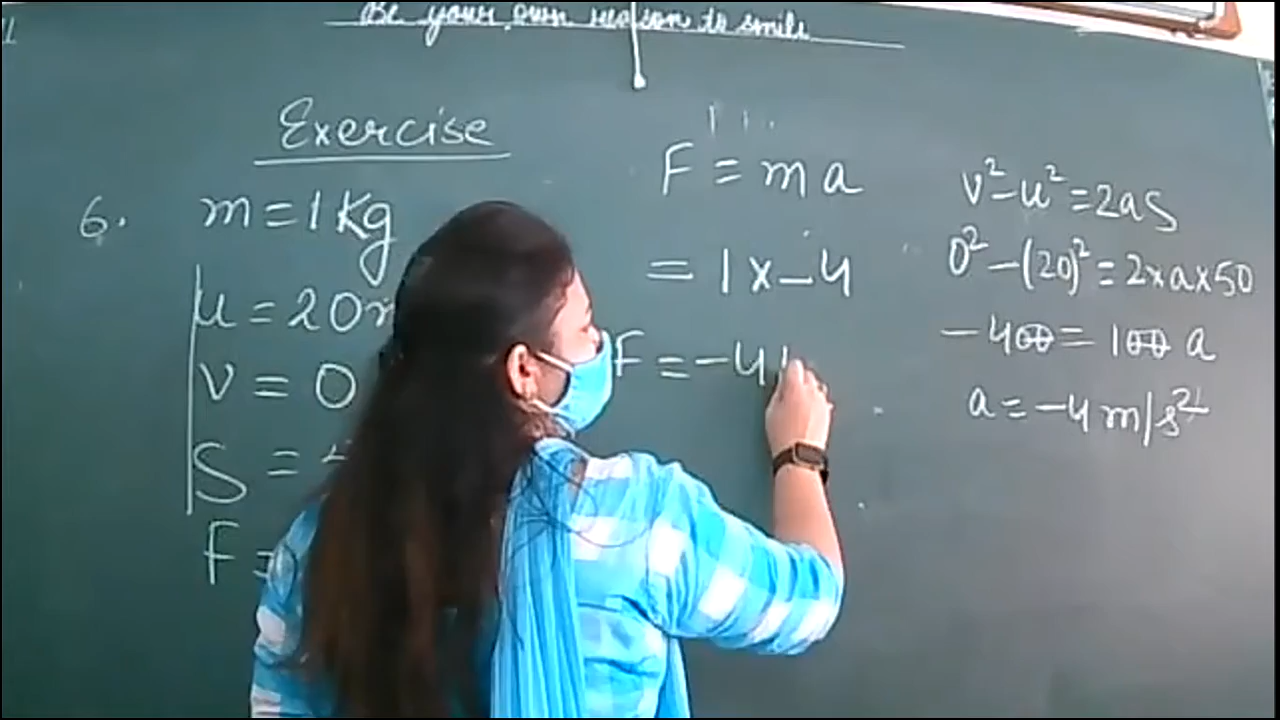 Be your own reason to smile
Exercise
6. m = 1 Kg
u = 20
v = 0
S =
F =
F = ma
= 1 x - 4
F = - 4
v² - u² = 2aS
0² - (20)² = 2 x a x 50
- 400 = 100 a
a = - 4 m/s²